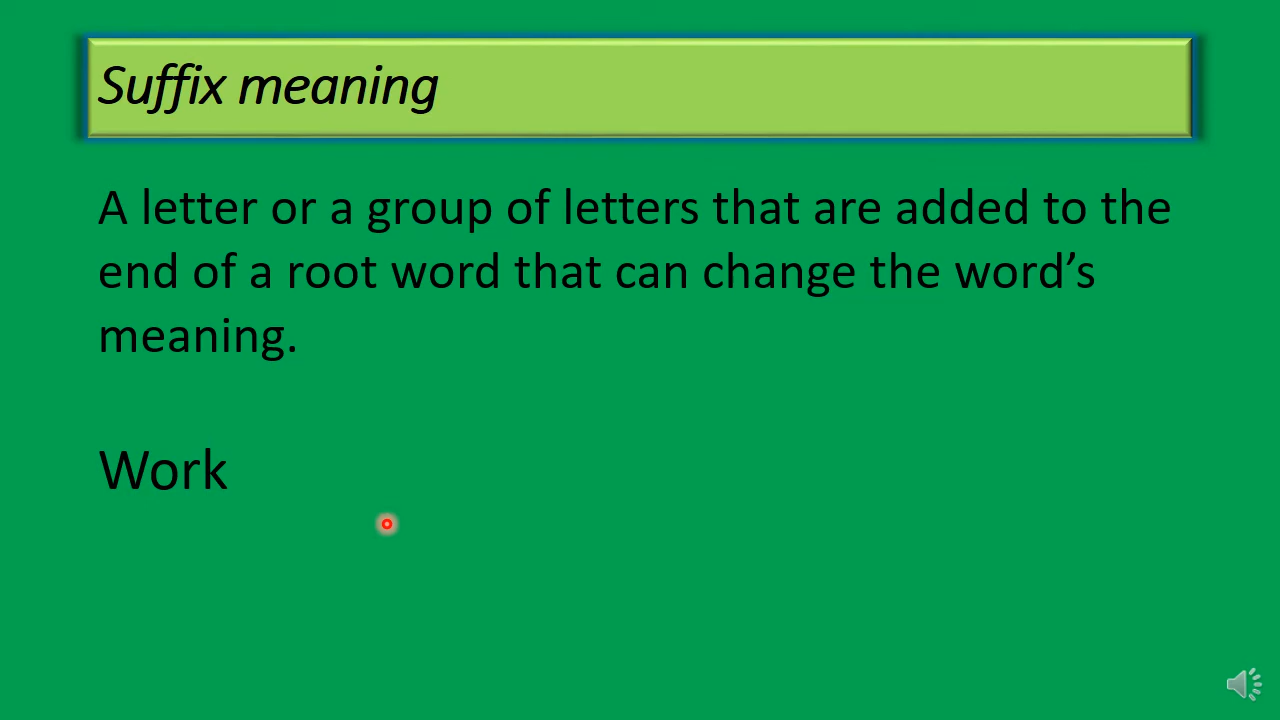 Suffix meaning
A letter or a group of letters that are added to the
end of a root word that can change the word’s
meaning.
Work